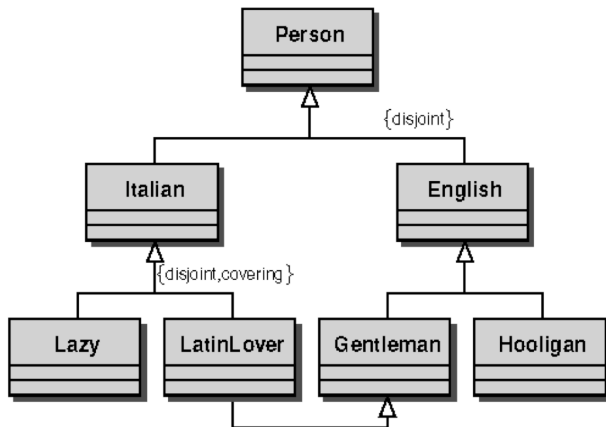 Person
{disjoint}
Italian
English
{disjoint,covering}
Lazy
LatinLover
Gentleman
Hooligan